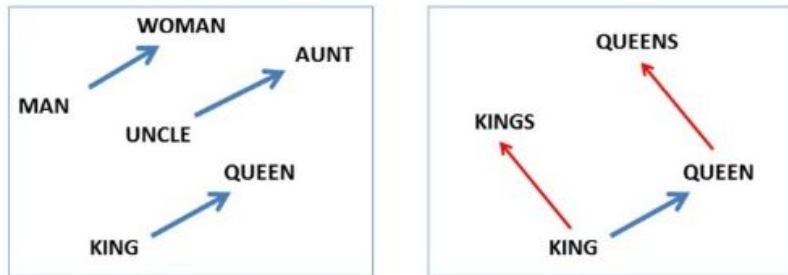 WOMAN
AUNT
MAN
UNCLE
QUEEN
KING
QUEENS
KINGS
QUEEN
KING